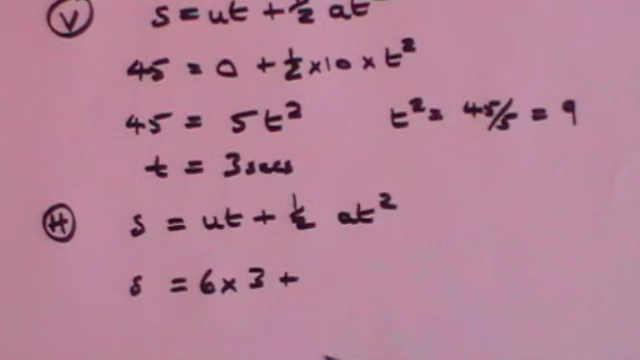 Ⓥ s = ut + ½ at²
45 = 0 + ½ × 10 × t²
45 = 5t² t² = 45/5 = 9
t = 3 secs
Ⓗ s = ut + ½ at²
s = 6 × 3 +